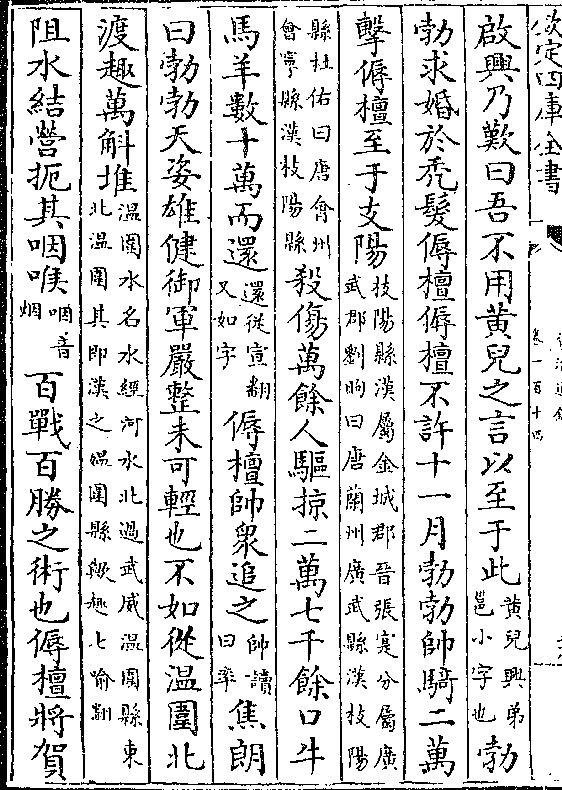 欽定四庫全書
卷一百十四
啟興乃歎曰吾不用黄兒之言以至于此黄兒興弟邕小字也勃
勃求婚於禿髮傉檀傉檀不許十一月勃勃帥騎二萬
擊傉檀至于支陽枝陽縣漢屬金城郡晉張寔分屬廣武郡劉昫曰唐蘭州廣武縣漢枝陽
縣杜佑曰唐會州會寧縣漢枝陽縣殺傷萬餘人驅掠二萬七千餘口牛
馬羊數十萬而還還從宣翻又如字傉檀帥衆追之帥讀曰率焦朗
曰勃勃天姿雄健御軍嚴整未可輕也不如從温圍北
渡趣萬斛堆温圍水名水經河水北過武威温圍縣東北温圍其即漢之媼圍縣歟趣七喻翻
阻水結營扼其咽喉咽音烟百戰百勝之術也傉檀將賀